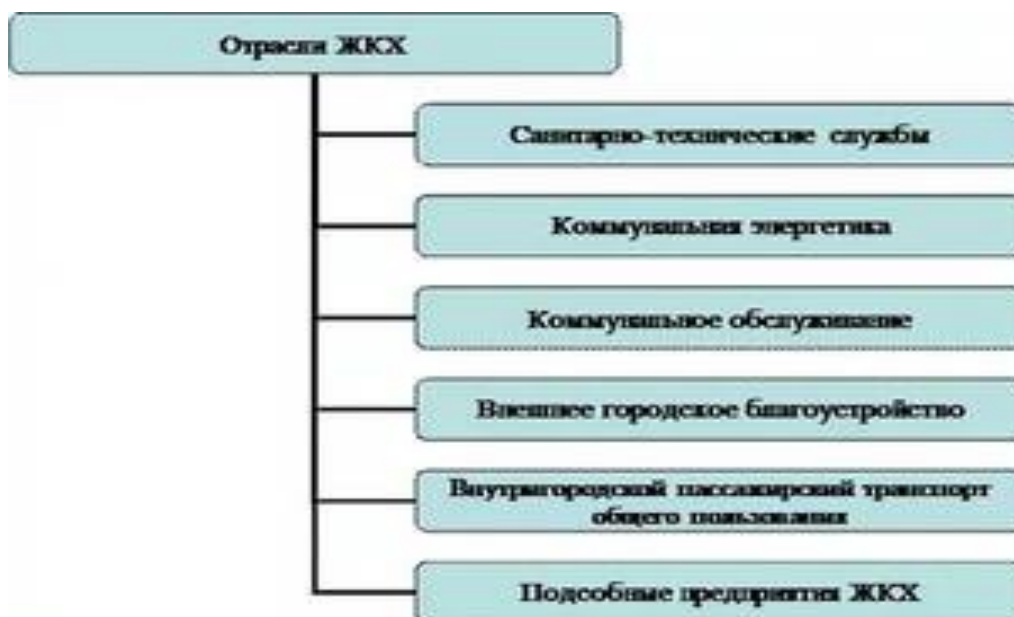 Отрасли ЖКХ
Санитарно-технические службы
Коммунальная энергетика
Коммунальное обслуживание
Внешнее городское благоустройство
Внутригородской пассажирский транспорт
общего пользования
Подсобные предприятия ЖКХ